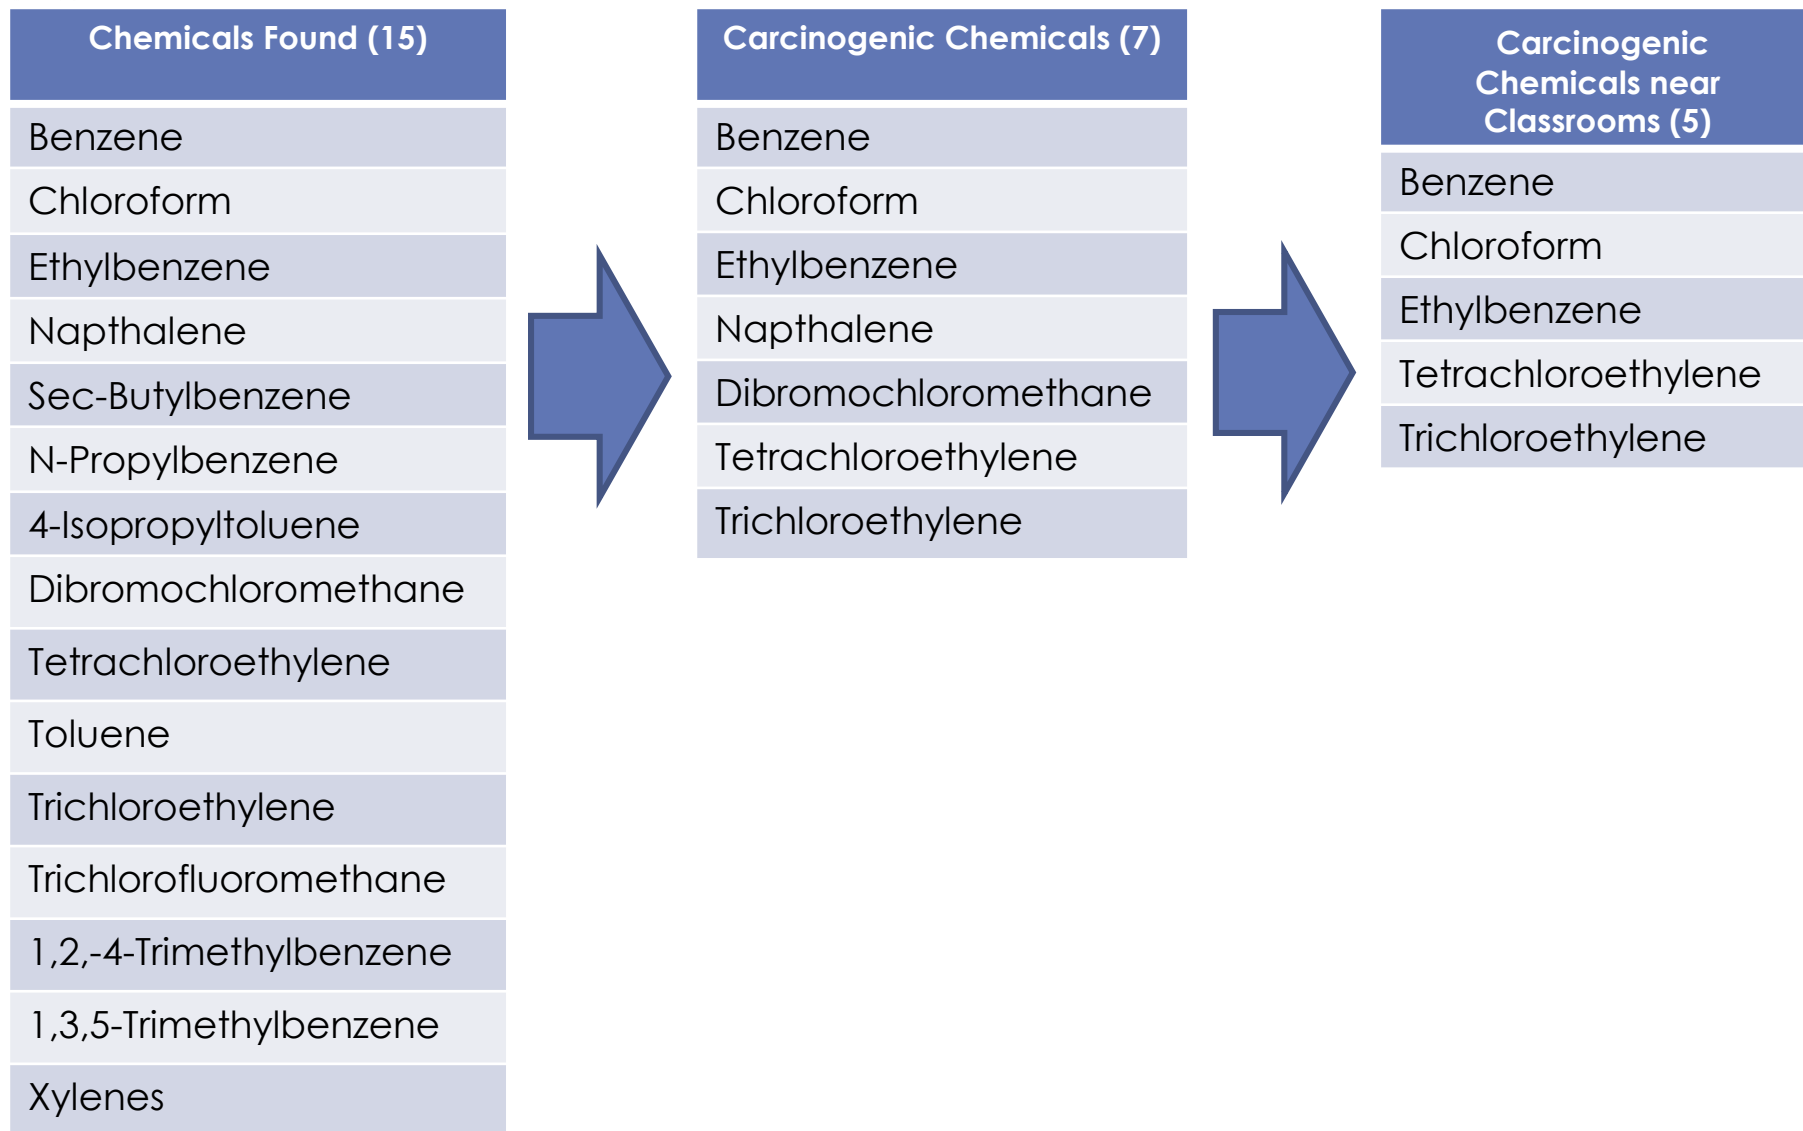 Chemicals Found (15)
Benzene
Chloroform
Ethylbenzene
Napthalene
Sec-Butylbenzene
N-Propylbenzene
4-Isopropyltoluene
Dibromochloromethane
Tetrachloroethylene
Toluene
Trichloroethylene
Trichlorofluoromethane
1,2,-4-Trimethylbenzene
1,3,5-Trimethylbenzene
Xylenes
Carcinogenic Chemicals (7)
Benzene
Chloroform
Ethylbenzene
Napthalene
Dibromochloromethane
Tetrachloroethylene
Trichloroethylene
Carcinogenic
Chemicals near
Classrooms (5)
Benzene
Chloroform
Ethylbenzene
Tetrachloroethylene
Trichloroethylene